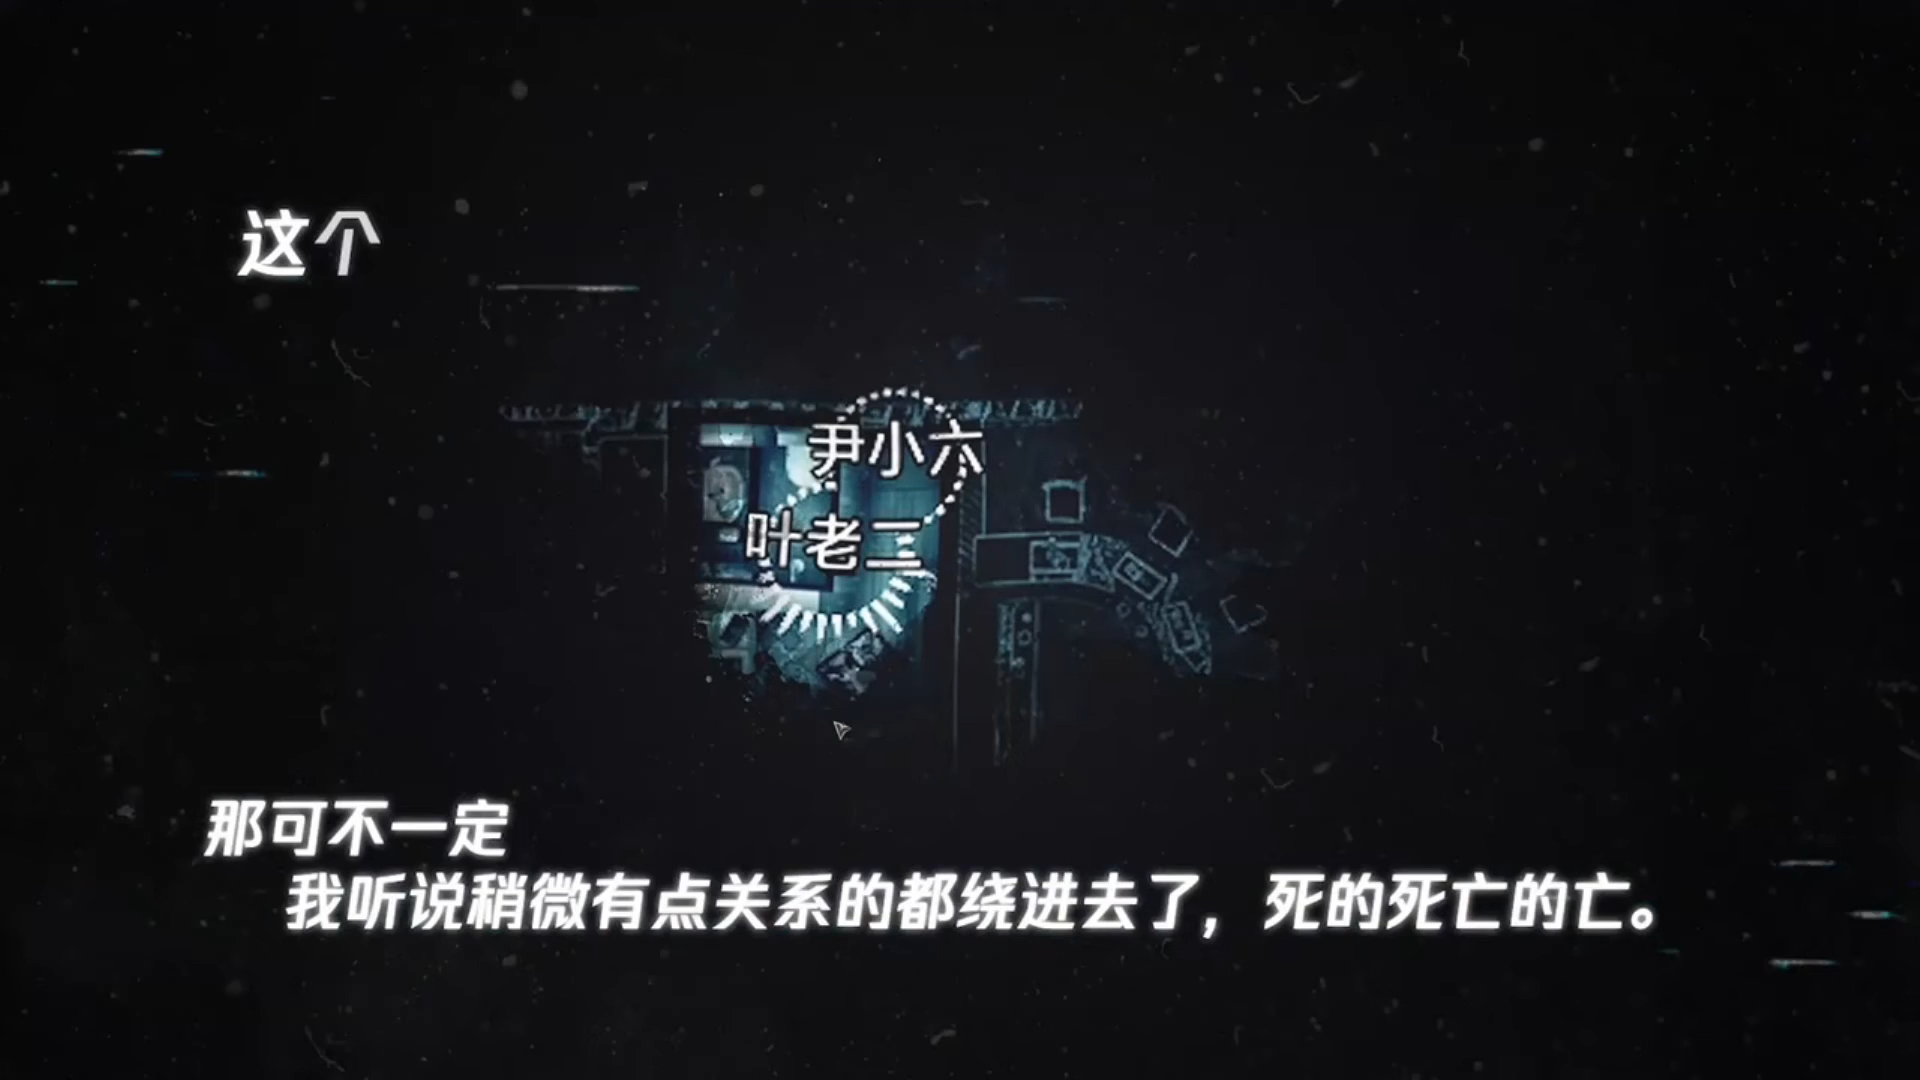 这个
尹小六
叶老二
那可不一定
我听说稍微有点关系的都绕进去了，死的死亡的亡。